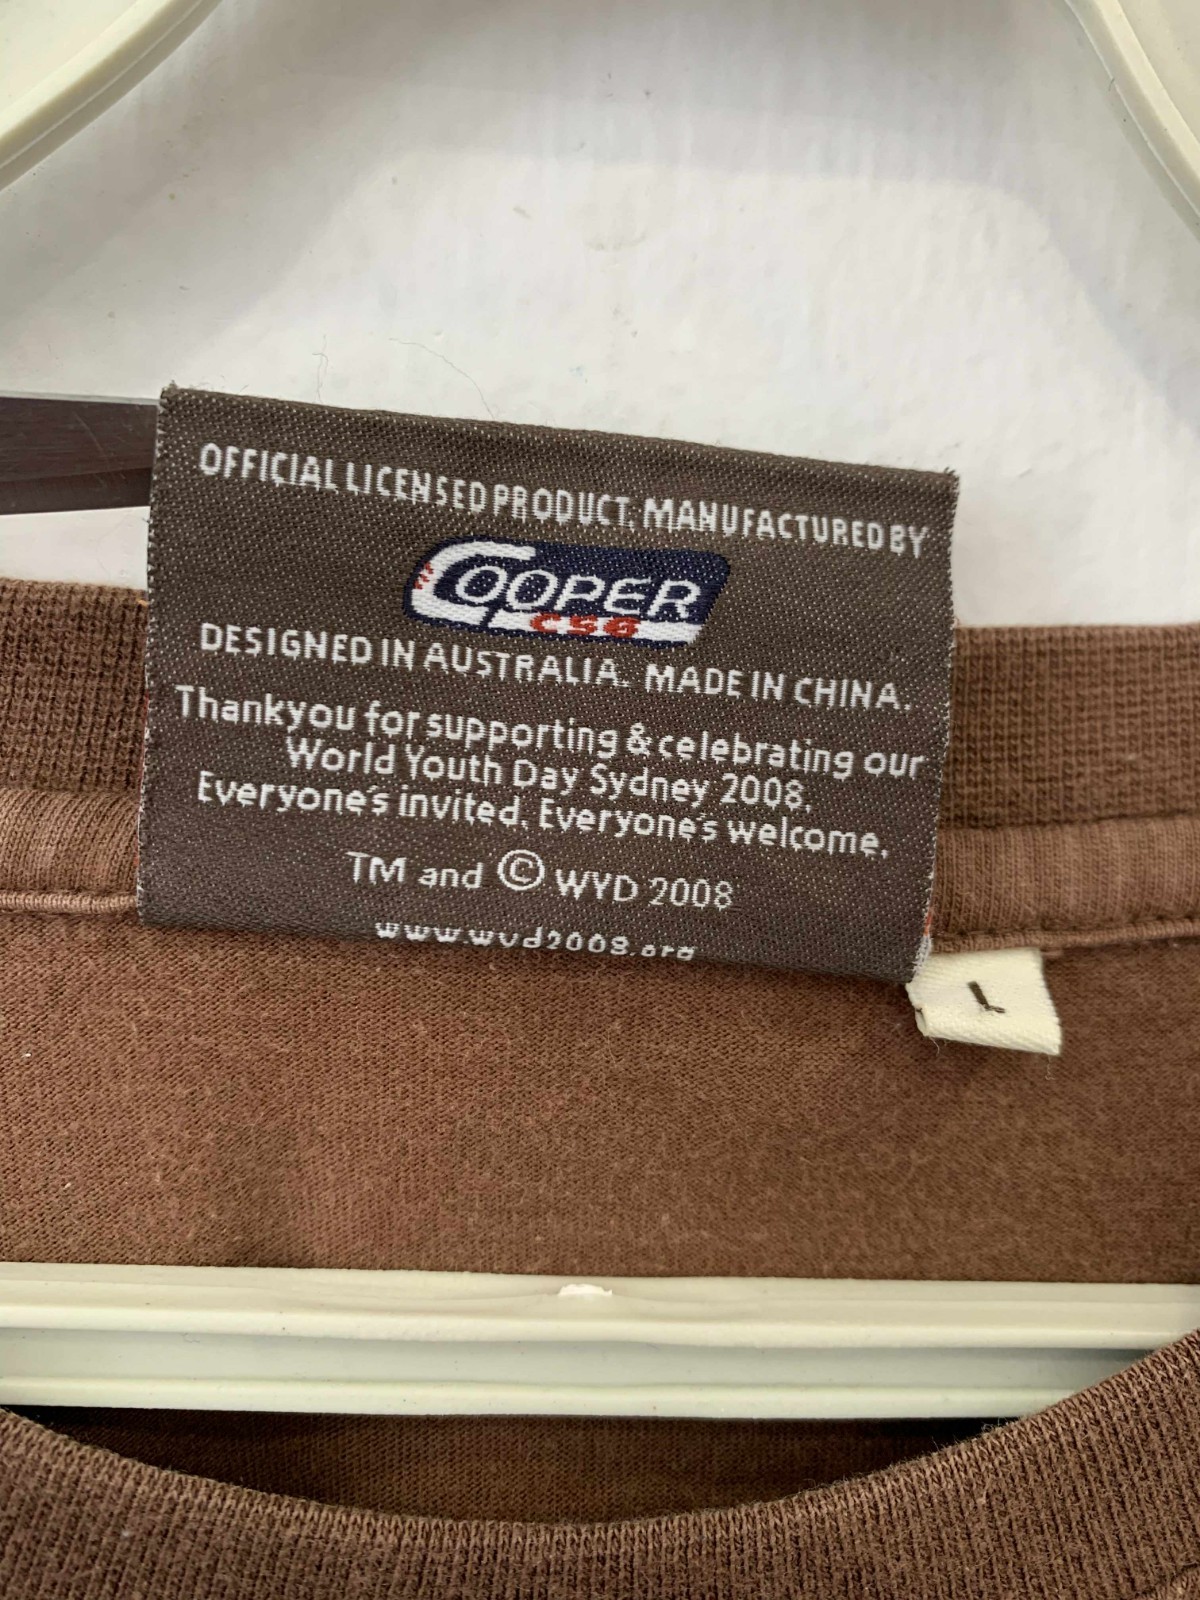 OFFICIAL LICENSED PRODUCT. MANUFACTURED BY
COOPER
CSG
DESIGNED IN AUSTRALIA. MADE IN CHINA.
Thankyou for supporting & celebrating our
World Youth Day Sydney 2008.
Everyone's invited. Everyone's welcome.
TM and © WYD 2008
www.wyd2008.org
L